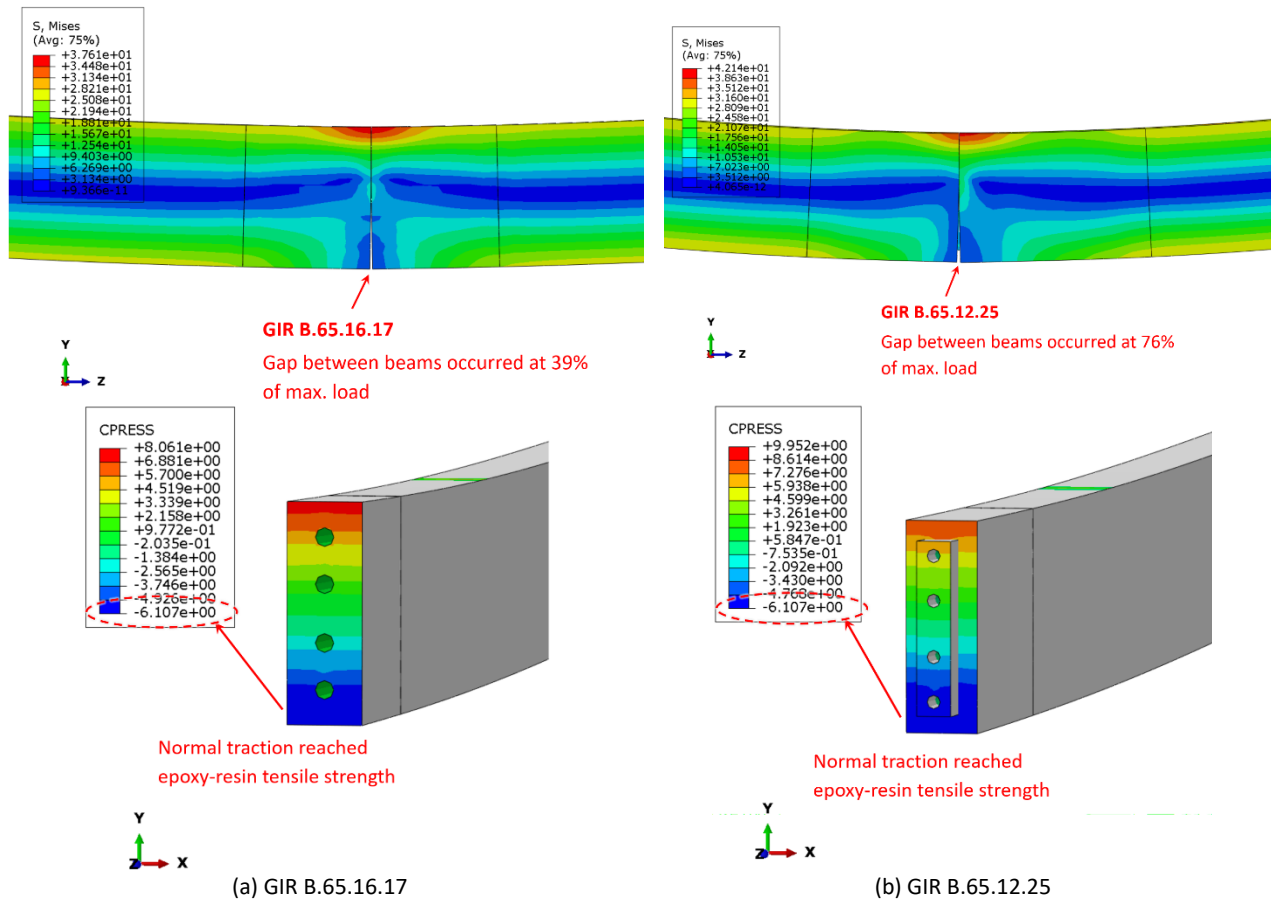 S, Mises
(Avg: 75%)
+3.761e+01
+3.448e+01
+3.134e+01
+2.821e+01
+2.508e+01
+2.194e+01
+1.881e+01
+1.567e+01
+1.254e+01
+9.403e+00
+6.269e+00
+3.134e+00
+9.366e-11
GIR B.65.16.17
Gap between beams occurred at 39%
of max. load
Y
Z
S, Mises
(Avg: 75%)
+4.214e+01
+3.863e+01
+3.512e+01
+3.160e+01
+2.809e+01
+2.458e+01
+2.107e+01
+1.756e+01
+1.405e+01
+1.053e+01
+7.023e+00
+3.512e+00
+4.065e-12
GIR B.65.12.25
Gap between beams occurred at 76%
of max. load
Y
Z
CPRESS
+8.061e+00
+6.881e+00
+5.700e+00
+4.519e+00
+3.339e+00
+2.158e+00
+9.772e-01
-2.035e-01
-1.384e+00
-2.565e+00
-3.746e+00
-4.926e+00
-6.107e+00
Normal traction reached
epoxy-resin tensile strength
Y
Z X
(a) GIR B.65.16.17
CPRESS
+9.952e+00
+8.614e+00
+7.276e+00
+5.938e+00
+4.599e+00
+3.261e+00
+1.923e+00
+5.847e-01
-7.535e-01
-2.092e+00
-3.430e+00
-4.768e+00
-6.107e+00
Normal traction reached
epoxy-resin tensile strength
Y
Z X
(b) GIR B.65.12.25